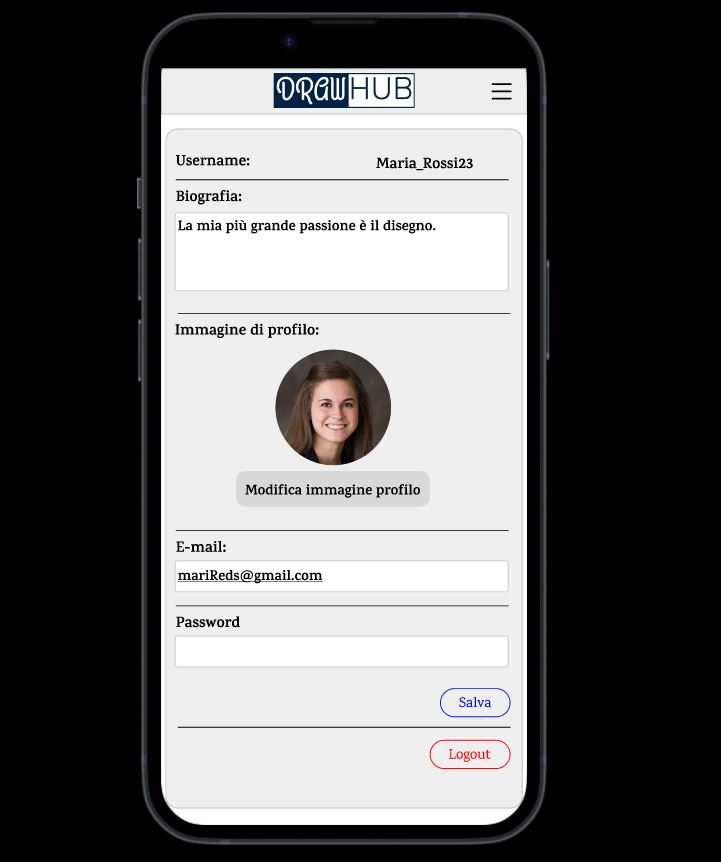 DRAWHUB
Username: Maria_Rossi23
Biografia:
La mia più grande passione è il disegno.
Immagine di profilo:
Modifica immagine profilo
E-mail:
mariReds@gmail.com
Password
Salva
Logout